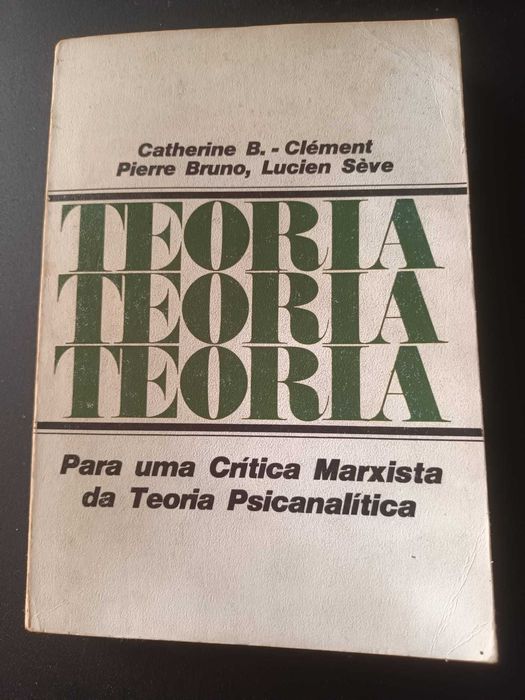 Catherine B. - Clément
Pierre Bruno, Lucien Sève
TEORIA
TEORIA
TEORIA
Para uma Crítica Marxista
da Teoria Psicanalítica